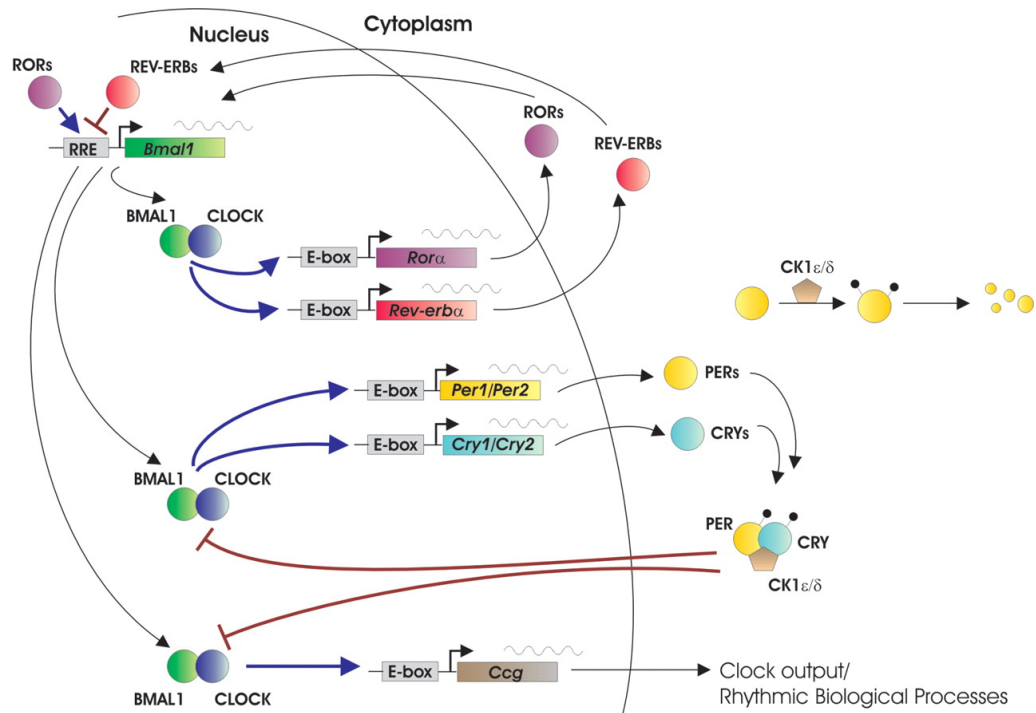 Nucleus
Cytoplasm
RORs
REV-ERBs
RRE
Bmal1
RORs
REV-ERBs
BMAL1
CLOCK
E-box
Rorα
E-box
Rev-erbα
CK1ε/δ
E-box
Per1/Per2
PERs
E-box
Cry1/Cry2
CRYs
BMAL1
CLOCK
PER
CRY
CK1ε/δ
BMAL1
CLOCK
E-box
Ccg
Clock output/
Rhythmic Biological Processes